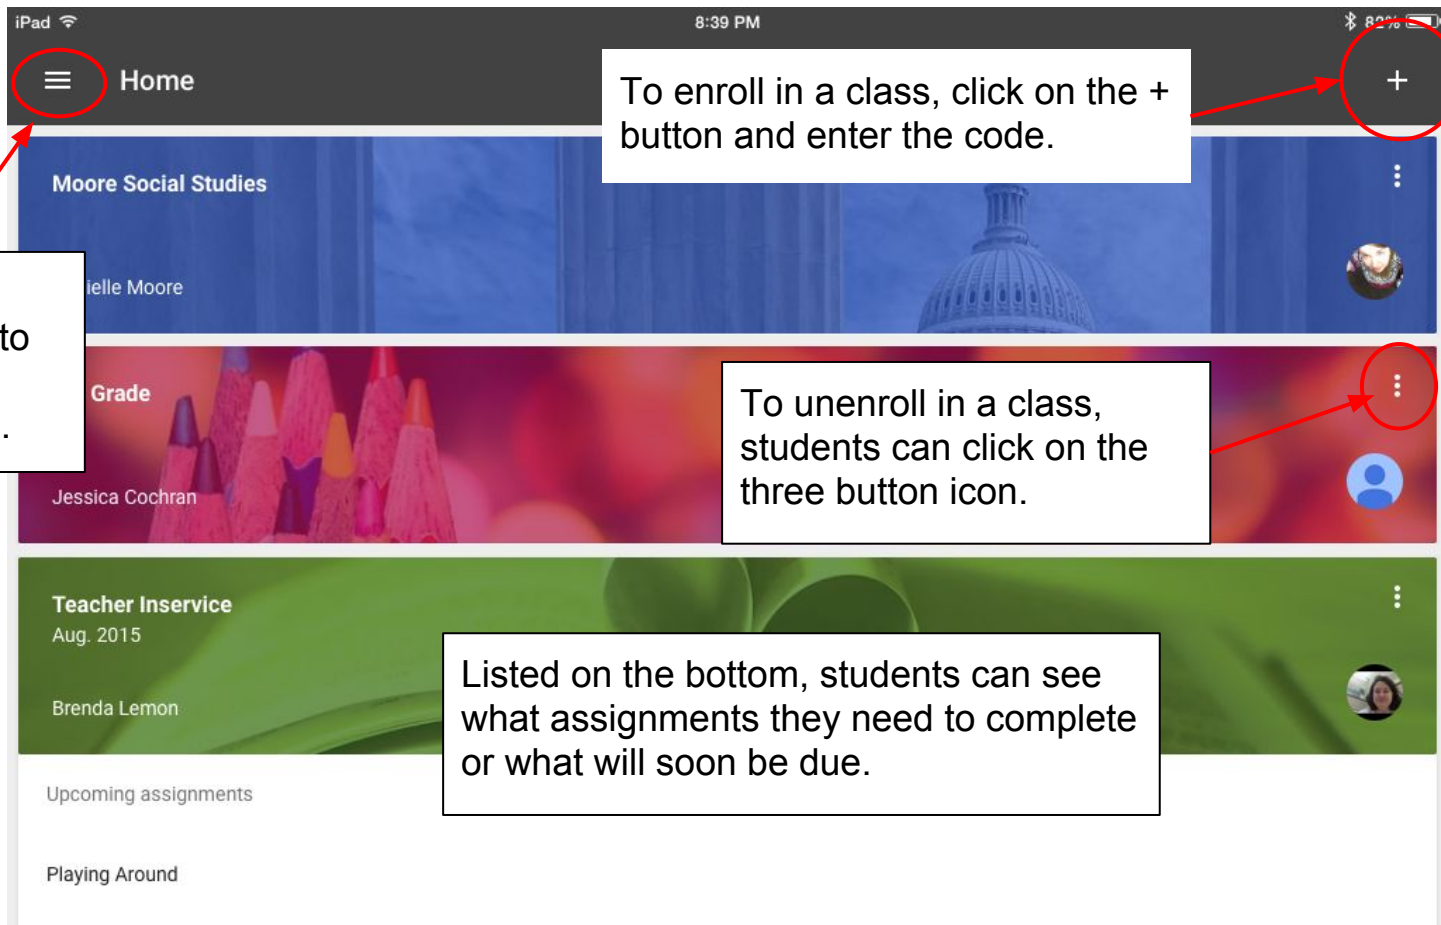 iPad 8:39 PM 82%
Home +
To enroll in a class, click on the +
button and enter the code.
Moore Social Studies
ielle Moore
to
.
Grade
Jessica Cochran
To unenroll in a class,
students can click on the
three button icon.
Teacher Inservice
Aug. 2015
Brenda Lemon
Listed on the bottom, students can see
what assignments they need to complete
or what will soon be due.
Upcoming assignments
Playing Around